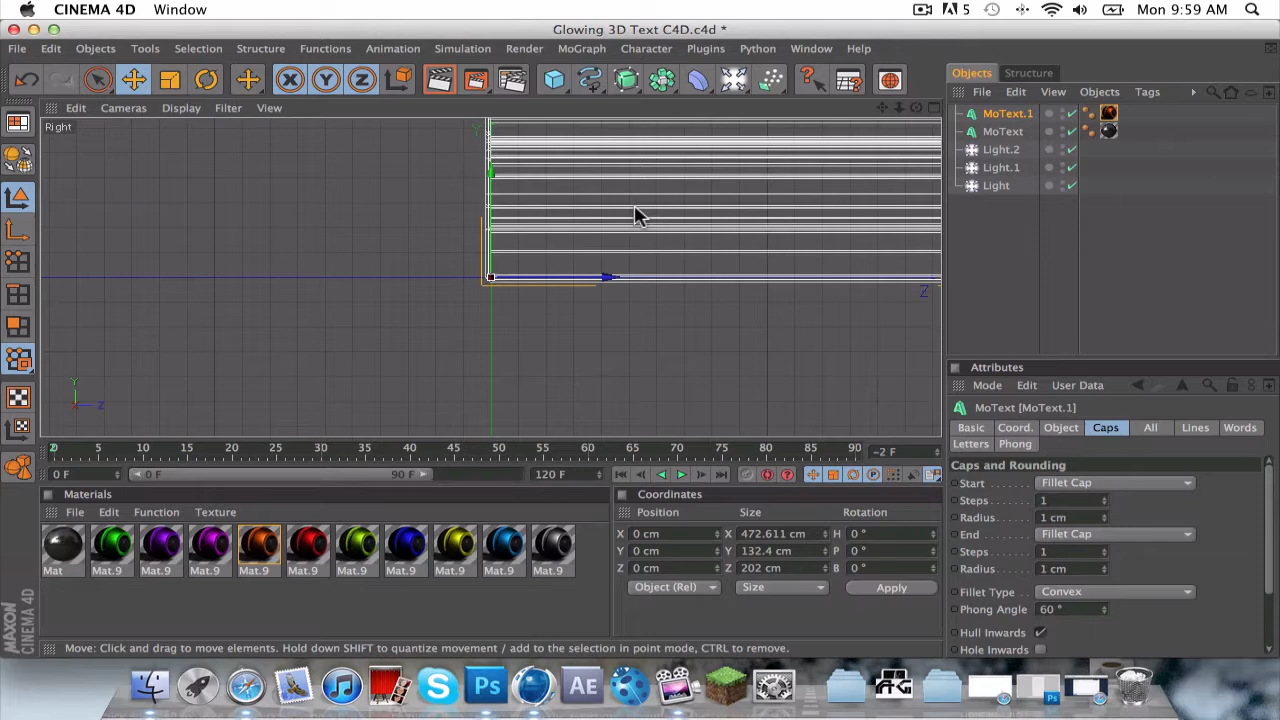 CINEMA 4D Window 5 Mon 9:59 AM
Glowing 3D Text C4D.c4d *
File Edit Objects Tools Selection Structure Functions Animation Simulation Render MoGraph Character Plugins Python Window Help
Objects Structure
Edit Cameras Display Filter View
File Edit View Objects Tags
Right
Y
Z
Y
Z
MoText.1
MoText
Light.2
Light.1
Light
Attributes
Mode Edit User Data
MoText [MoText.1]
Basic Coord. Object Caps All Lines Words
Letters Phong
Caps and Rounding
Start Fillet Cap
Steps 1
Radius 1 cm
End Fillet Cap
Steps 1
Radius 1 cm
Fillet Type Convex
Phong Angle 60 °
Hull Inwards
Hole Inwards
0 5 10 15 20 25 30 35 40 45 50 55 60 65 70 75 80 85 90 -2 F
0 F 0 F 90 F 120 F
Materials
File Edit Function Texture
Mat Mat.9 Mat.9 Mat.9 Mat.9 Mat.9 Mat.9 Mat.9 Mat.9 Mat.9 Mat.9
Coordinates
Position Size Rotation
X 0 cm X 472.611 cm H 0 °
Y 0 cm Y 132.4 cm P 0 °
Z 0 cm Z 202 cm B 0 °
Object (Rel) Size Apply
MAXON
CINEMA 4D
Move: Click and drag to move elements. Hold down SHIFT to quantize movement / add to the selection in point mode, CTRL to remove.
Ps AE